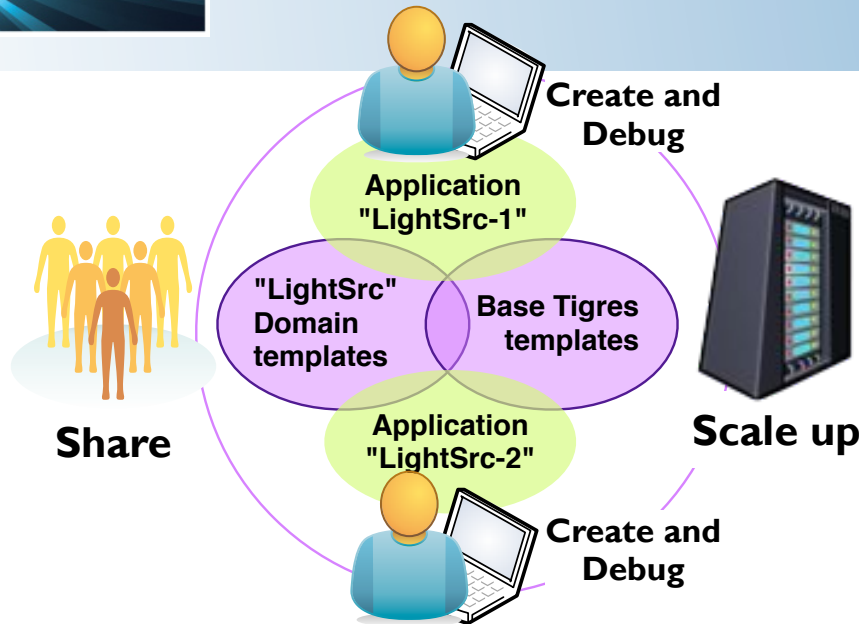 Create and
Debug
Application
"LightSrc-1"
"LightSrc"
Domain
templates
Base Tigres
templates
Share
Scale up
Application
"LightSrc-2"
Create and
Debug